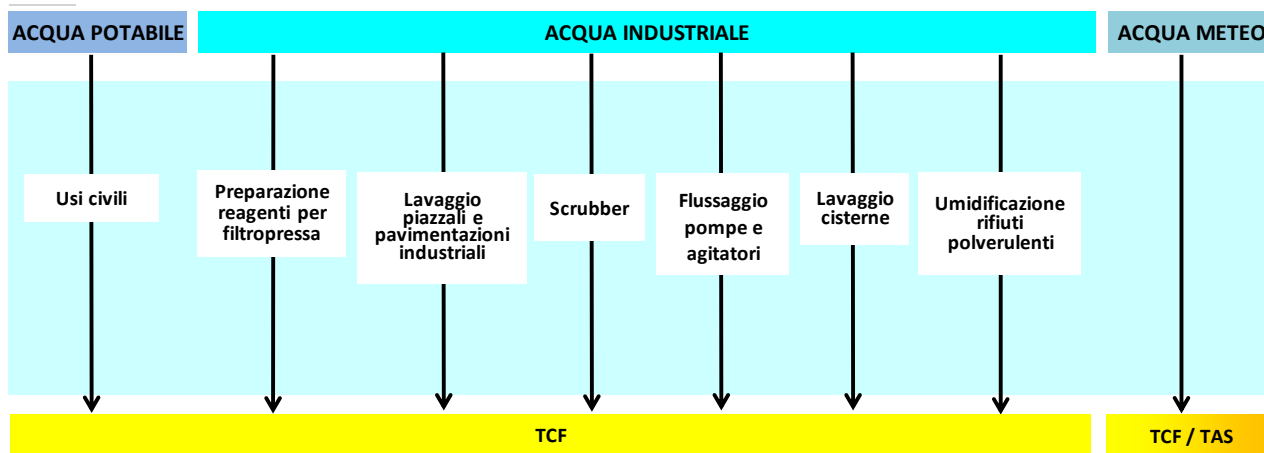 ACQUA POTABILE
ACQUA INDUSTRIALE
ACQUA METEO
Usi civili
Preparazione
reagenti per
filtropressa
Lavaggio
piazzali e
pavimentazioni
industriali
Scrubber
Flussaggio
pompe e
agitatori
Lavaggio
cisterne
Umidificazione
rifiuti
polverulenti
TCF
TCF / TAS